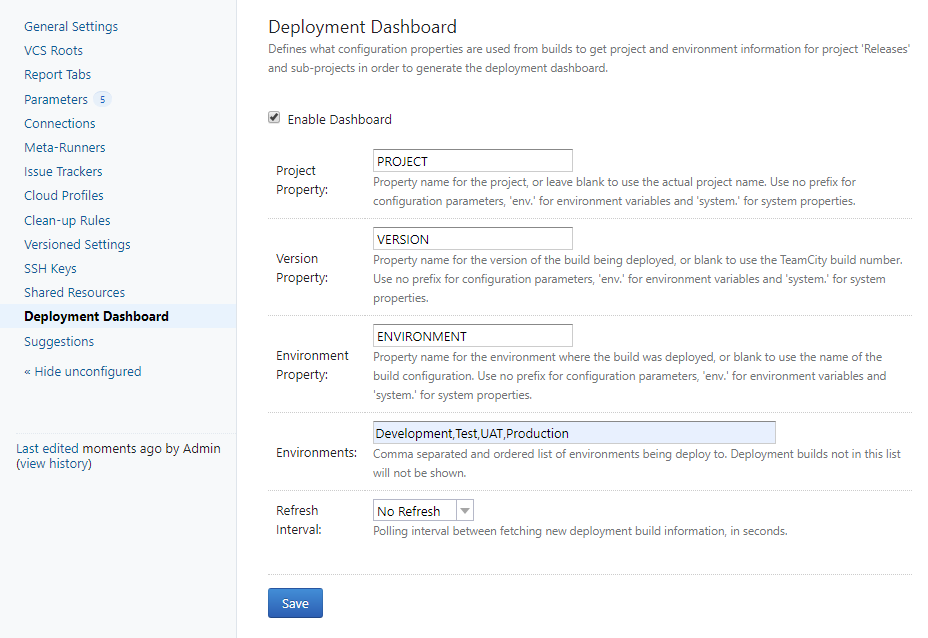 General Settings
VCS Roots
Report Tabs
Parameters 5
Connections
Meta-Runners
Issue Trackers
Cloud Profiles
Clean-up Rules
Versioned Settings
SSH Keys
Shared Resources
Deployment Dashboard
Suggestions
« Hide unconfigured
Last edited moments ago by Admin
(view history)
Deployment Dashboard
Defines what configuration properties are used from builds to get project and environment information for project 'Releases'
and sub-projects in order to generate the deployment dashboard.
Enable Dashboard
Project
Property:
PROJECT
Property name for the project, or leave blank to use the actual project name. Use no prefix for
configuration parameters, 'env.' for environment variables and 'system.' for system properties.
Version
Property:
VERSION
Property name for the version of the build being deployed, or blank to use the TeamCity build number.
Use no prefix for configuration parameters, 'env.' for environment variables and 'system.' for system
properties.
Environment
Property:
ENVIRONMENT
Property name for the environment where the build was deployed, or blank to use the name of the
build configuration. Use no prefix for configuration parameters, 'env.' for environment variables and
'system.' for system properties.
Environments:
Development,Test,UAT,Production
Comma separated and ordered list of environments being deploy to. Deployment builds not in this list
will not be shown.
Refresh
Interval:
No Refresh
Polling interval between fetching new deployment build information, in seconds.
Save